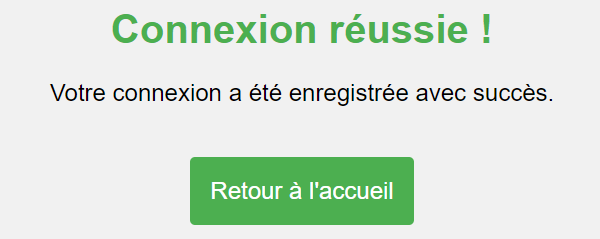 Connexion réussie !
Votre connexion a été enregistrée avec succès.
Retour à l'accueil